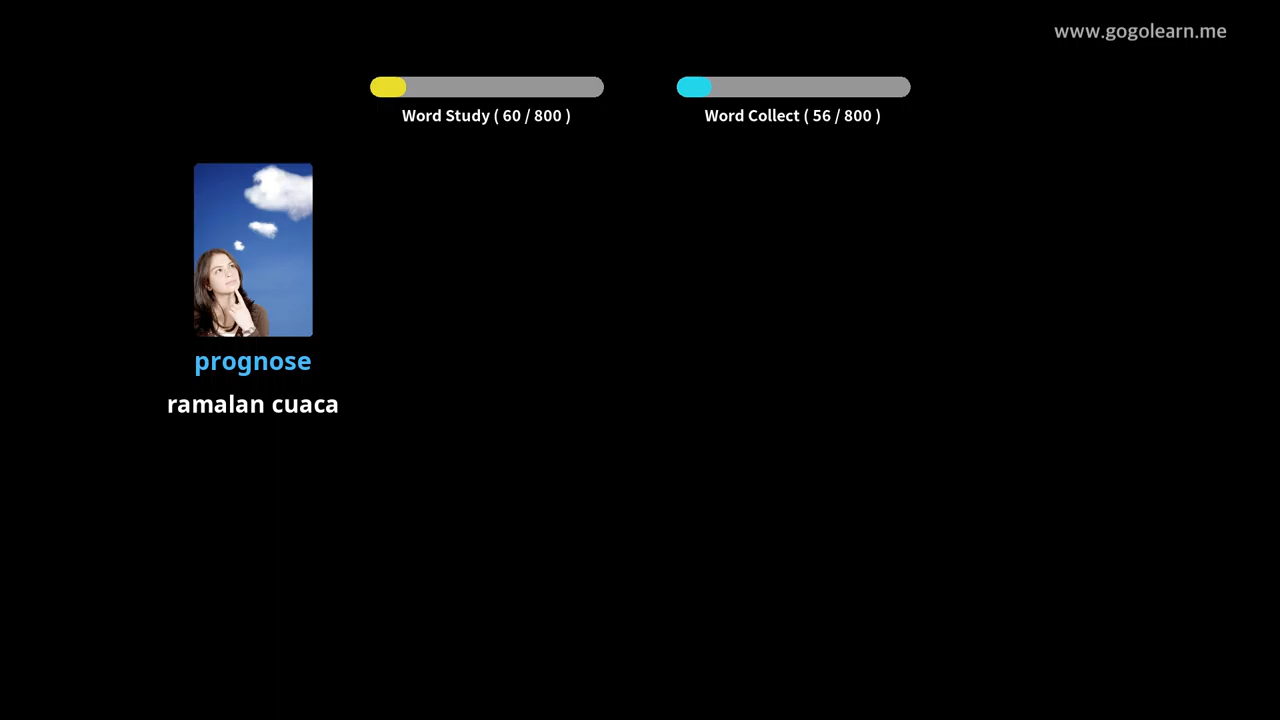 www.gogolearn.me
Word Study ( 60 / 800 )
Word Collect ( 56 / 800 )
prognose
ramalan cuaca